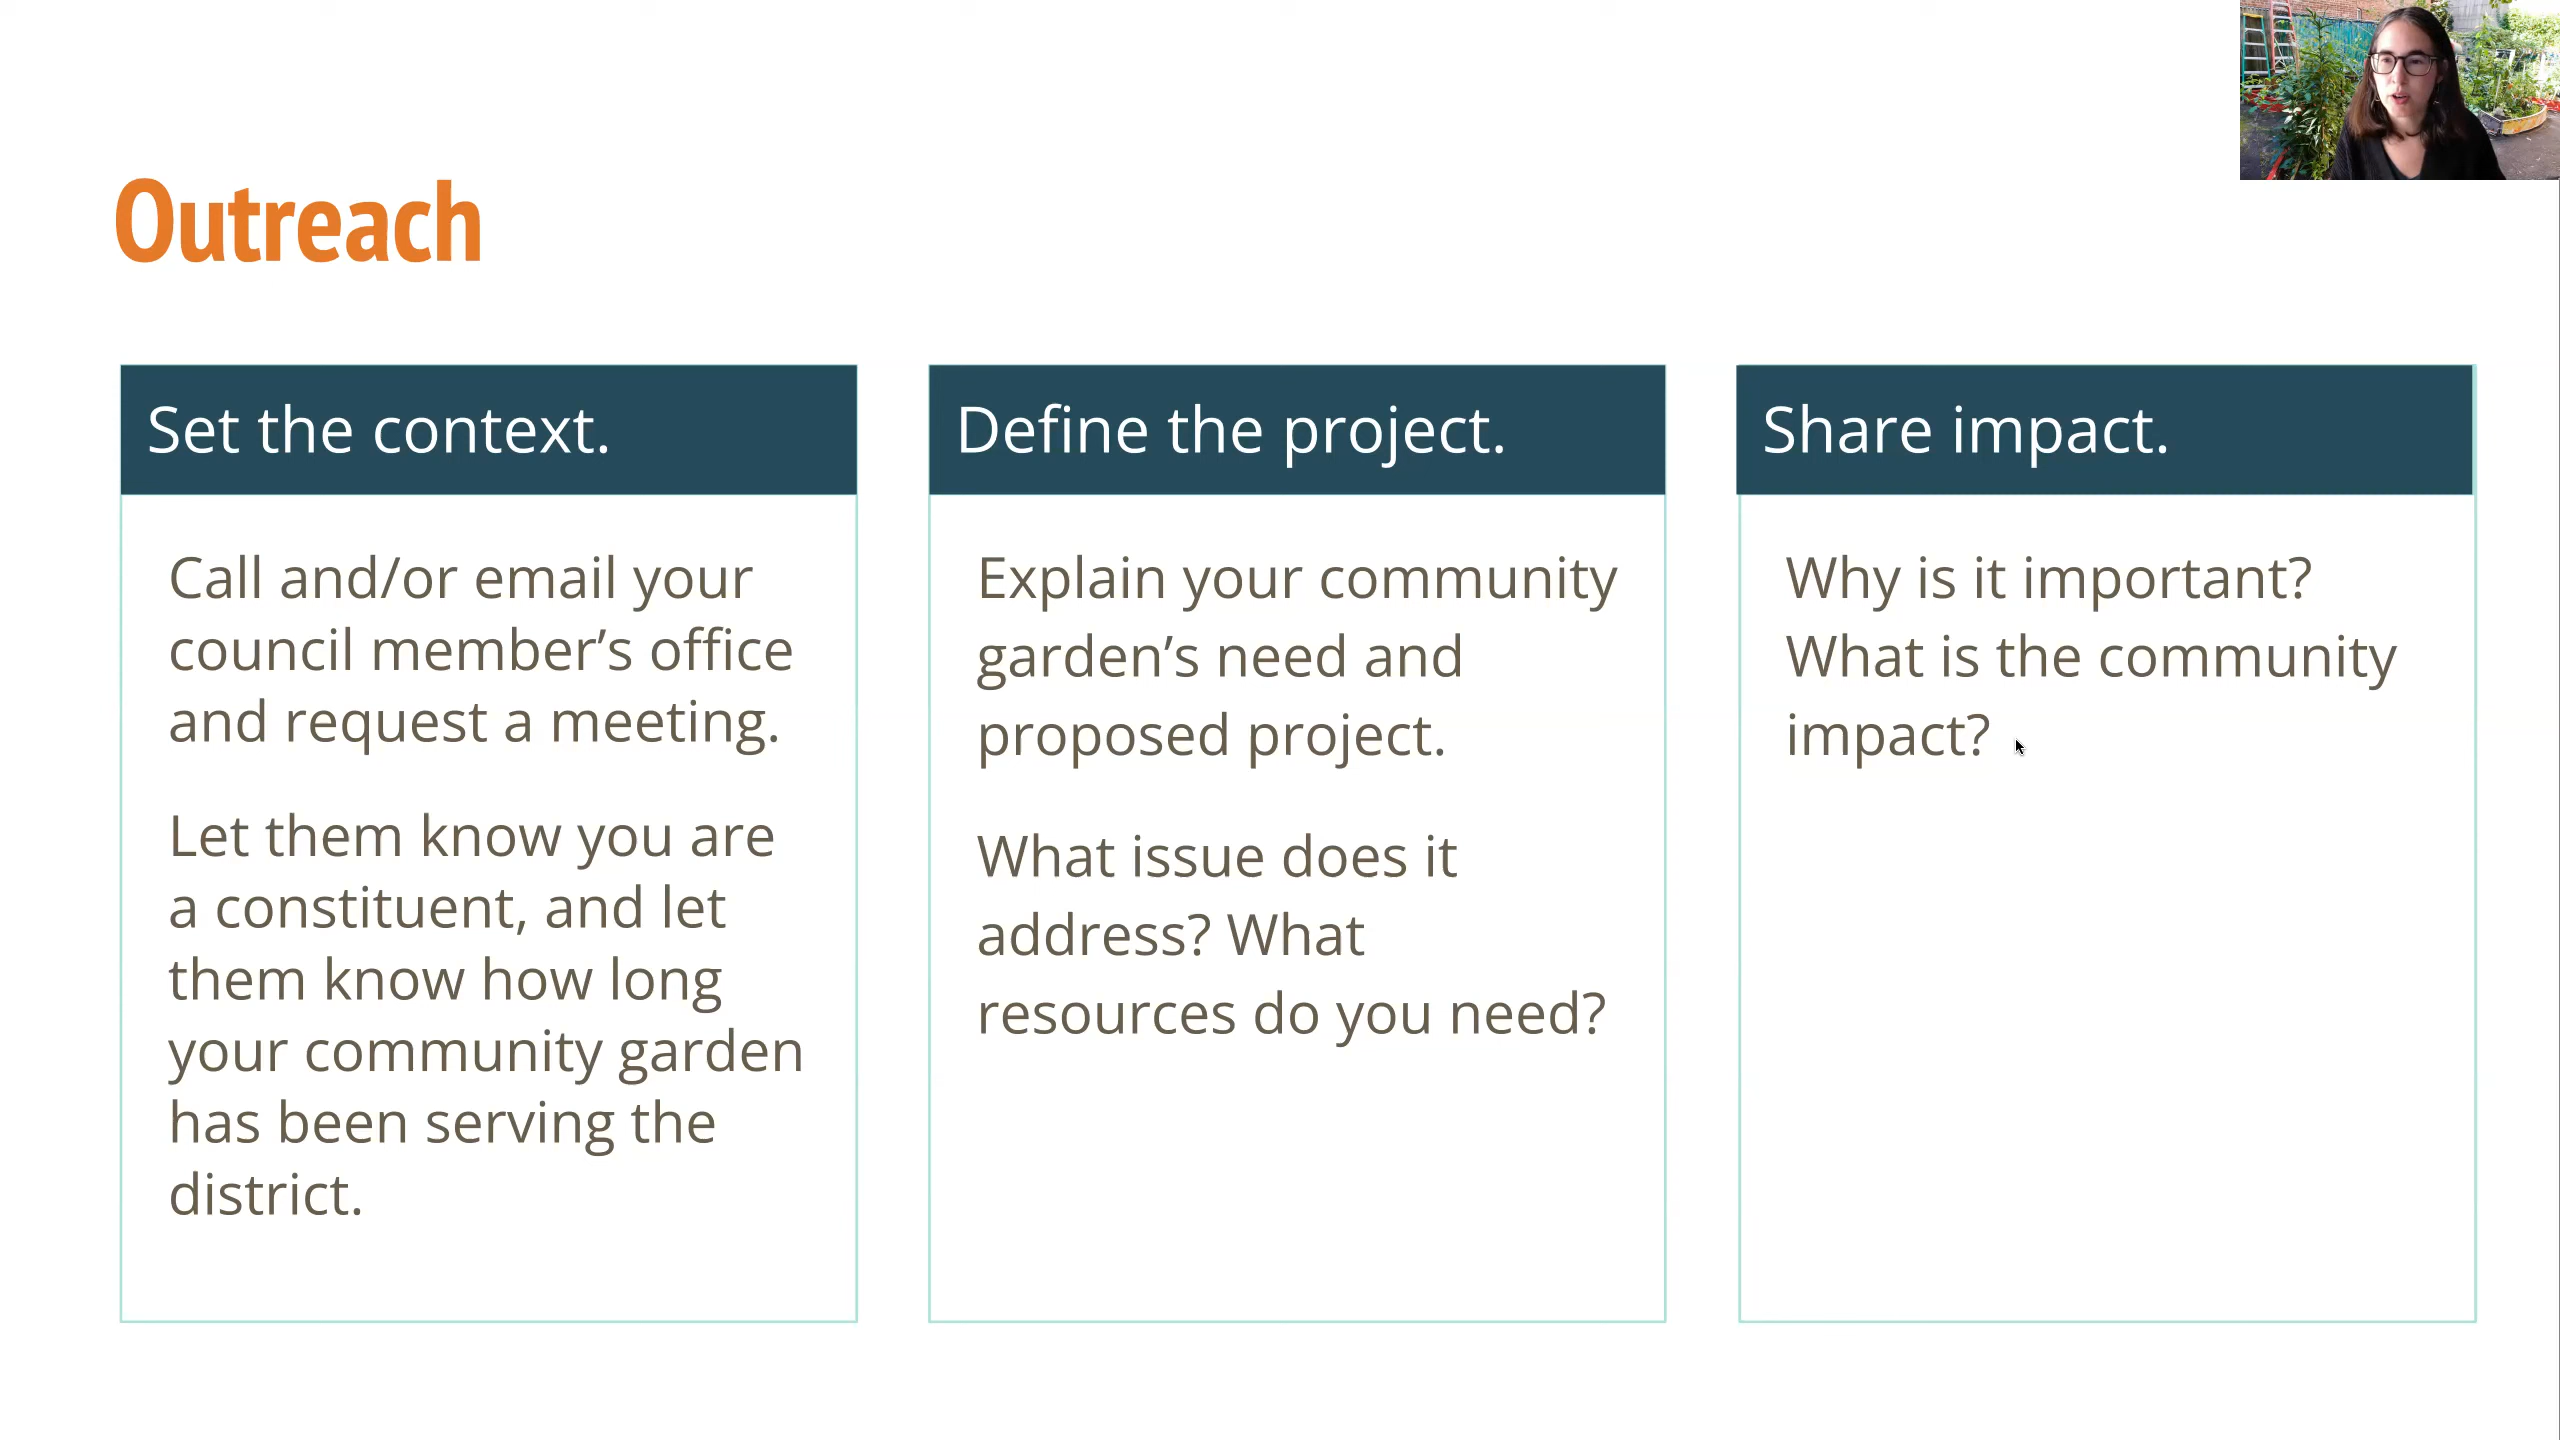 Outreach
Set the context.
Call and/or email your
council member’s office
and request a meeting.
Let them know you are
a constituent, and let
them know how long
your community garden
has been serving the
district.
Define the project.
Explain your community
garden’s need and
proposed project.
What issue does it
address? What
resources do you need?
Share impact.
Why is it important?
What is the community
impact?